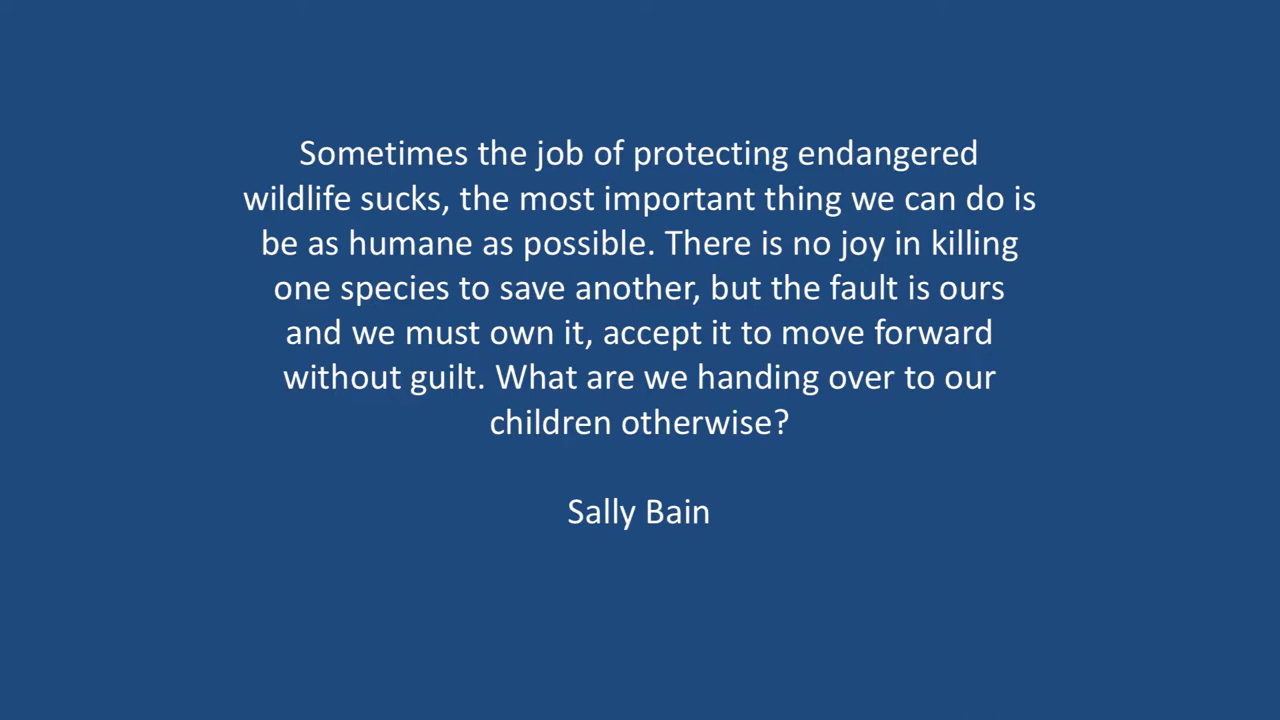 Sometimes the job of protecting endangered
wildlife sucks, the most important thing we can do is
be as humane as possible. There is no joy in killing
one species to save another, but the fault is ours
and we must own it, accept it to move forward
without guilt. What are we handing over to our
children otherwise?
Sally Bain